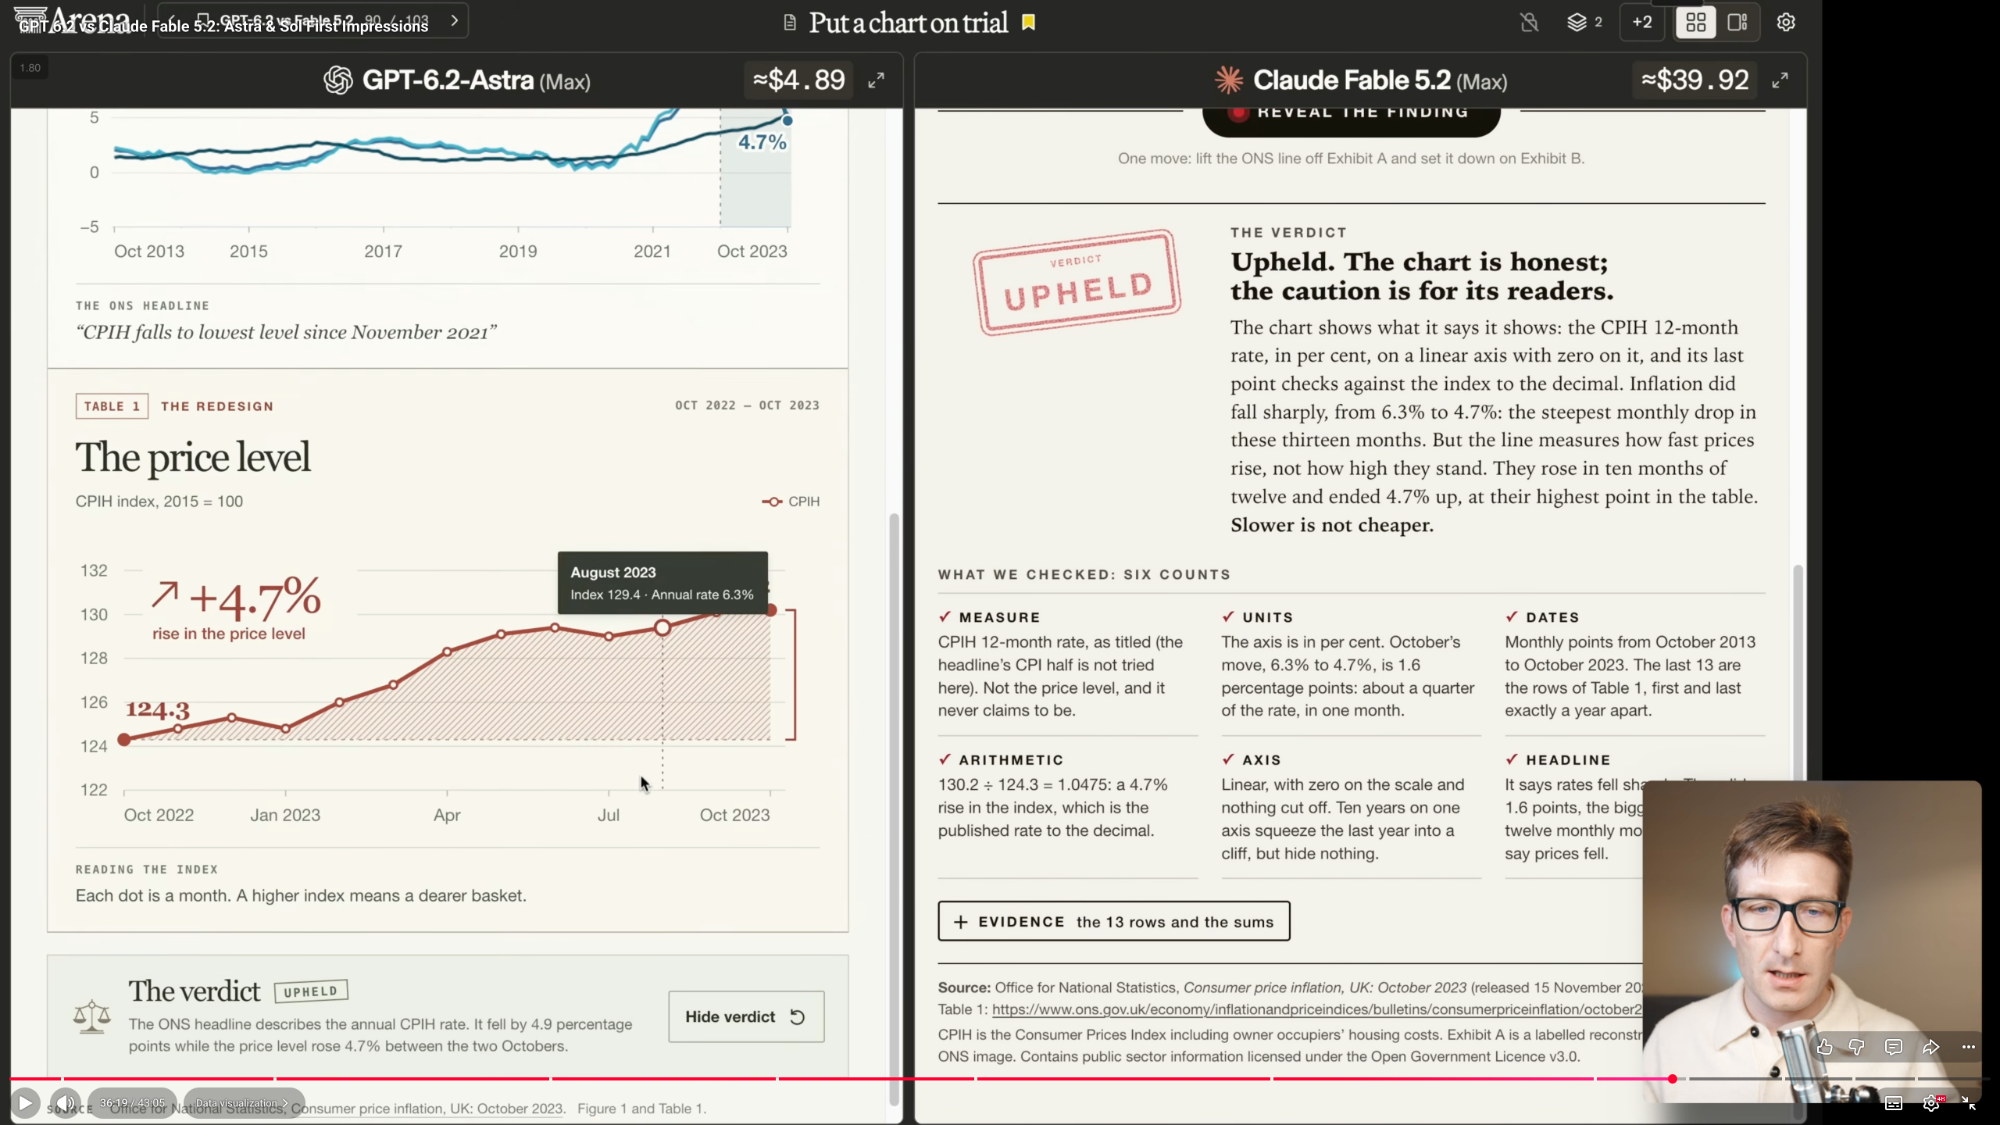 Arena
GPT-6.2 vs Fable 5.2 90 / 103
GPT 6.2 vs Claude Fable 5.2: Astra & Sol First Impressions
Put a chart on trial
2
+2
1.80
GPT-6.2-Astra (Max)
≈$4.89
5
0
−5
4.7%
Oct 2013 2015 2017 2019 2021 Oct 2023
THE ONS HEADLINE
“CPIH falls to lowest level since November 2021”
TABLE 1 THE REDESIGN
OCT 2022 – OCT 2023
The price level
CPIH index, 2015 = 100
CPIH
132
130
128
126
124
122
↗ +4.7%
rise in the price level
124.3
August 2023
Index 129.4 · Annual rate 6.3%
Oct 2022 Jan 2023 Apr Jul Oct 2023
READING THE INDEX
Each dot is a month. A higher index means a dearer basket.
The verdict UPHELD
The ONS headline describes the annual CPIH rate. It fell by 4.9 percentage
points while the price level rose 4.7% between the two Octobers.
Hide verdict
Office for National Statistics, Consumer price inflation, UK: October 2023. Figure 1 and Table 1.
36:19 / 43:05
Data visualization
Claude Fable 5.2 (Max)
≈$39.92
REVEAL THE FINDING
One move: lift the ONS line off Exhibit A and set it down on Exhibit B.
VERDICT
UPHELD
THE VERDICT
Upheld. The chart is honest;
the caution is for its readers.
The chart shows what it says it shows: the CPIH 12-month
rate, in per cent, on a linear axis with zero on it, and its last
point checks against the index to the decimal. Inflation did
fall sharply, from 6.3% to 4.7%: the steepest monthly drop in
these thirteen months. But the line measures how fast prices
rise, not how high they stand. They rose in ten months of
twelve and ended 4.7% up, at their highest point in the table.
Slower is not cheaper.
WHAT WE CHECKED: SIX COUNTS
✓ MEASURE
CPIH 12-month rate, as titled (the
headline’s CPI half is not tried
here). Not the price level, and it
never claims to be.
✓ UNITS
The axis is in per cent. October’s
move, 6.3% to 4.7%, is 1.6
percentage points: about a quarter
of the rate, in one month.
✓ DATES
Monthly points from October 2013
to October 2023. The last 13 are
the rows of Table 1, first and last
exactly a year apart.
✓ ARITHMETIC
130.2 ÷ 124.3 = 1.0475: a 4.7%
rise in the index, which is the
published rate to the decimal.
✓ AXIS
Linear, with zero on the scale and
nothing cut off. Ten years on one
axis squeeze the last year into a
cliff, but hide nothing.
✓ HEADLINE
It says rates fell
1.6 points, the
twelve monthly
say prices fell.
+ EVIDENCE the 13 rows and the sums
Source: Office for National Statistics, Consumer price inflation, UK: October 2023 (released 15 November
Table 1: https://www.ons.gov.uk/economy/inflationandpriceindices/bulletins/consumerpriceinflation/october2
CPIH is the Consumer Prices Index including owner occupiers’ housing costs. Exhibit A is a labelled
ONS image. Contains public sector information licensed under the Open Government Licence v3.0.